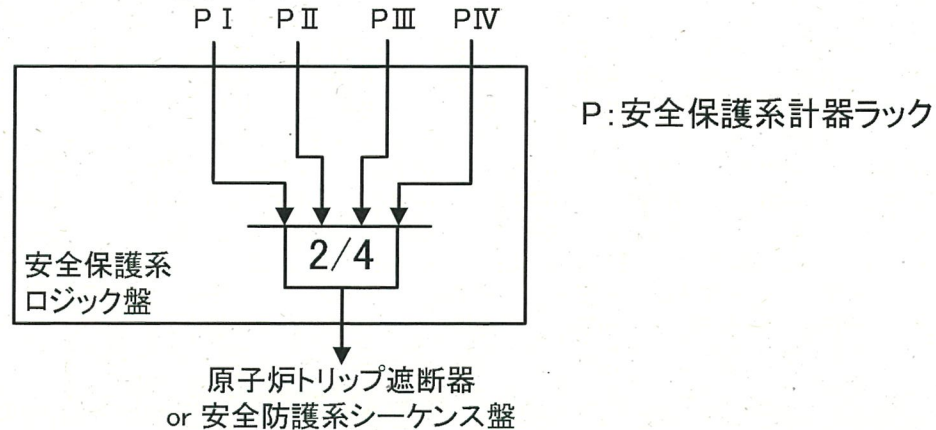 PⅠ PⅡ PⅢ PⅣ
P:安全保護系計器ラック
2/4
安全保護系
ロジック盤
原子炉トリップ遮断器
or 安全防護系シーケンス盤